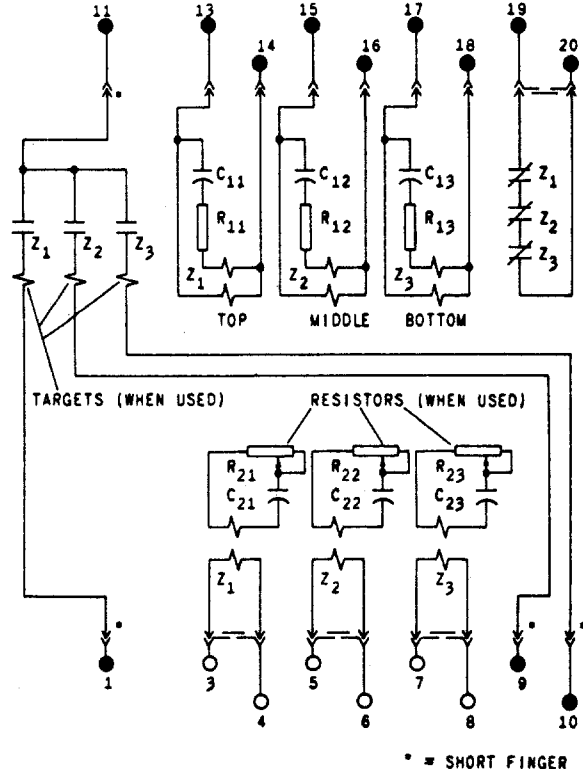 11 13 15 17 19
14 16 18 20
*
C11 C12 C13 Z1
R11 R12 R13 Z2
Z1 Z2 Z3 Z3
Z1 Z2 Z3
TOP MIDDLE BOTTOM
TARGETS (WHEN USED) RESISTORS (WHEN USED)
R21 R22 R23
C21 C22 C23
Z1 Z2 Z3
* * *
1 3 5 7 9
4 6 8 10
* = SHORT FINGER